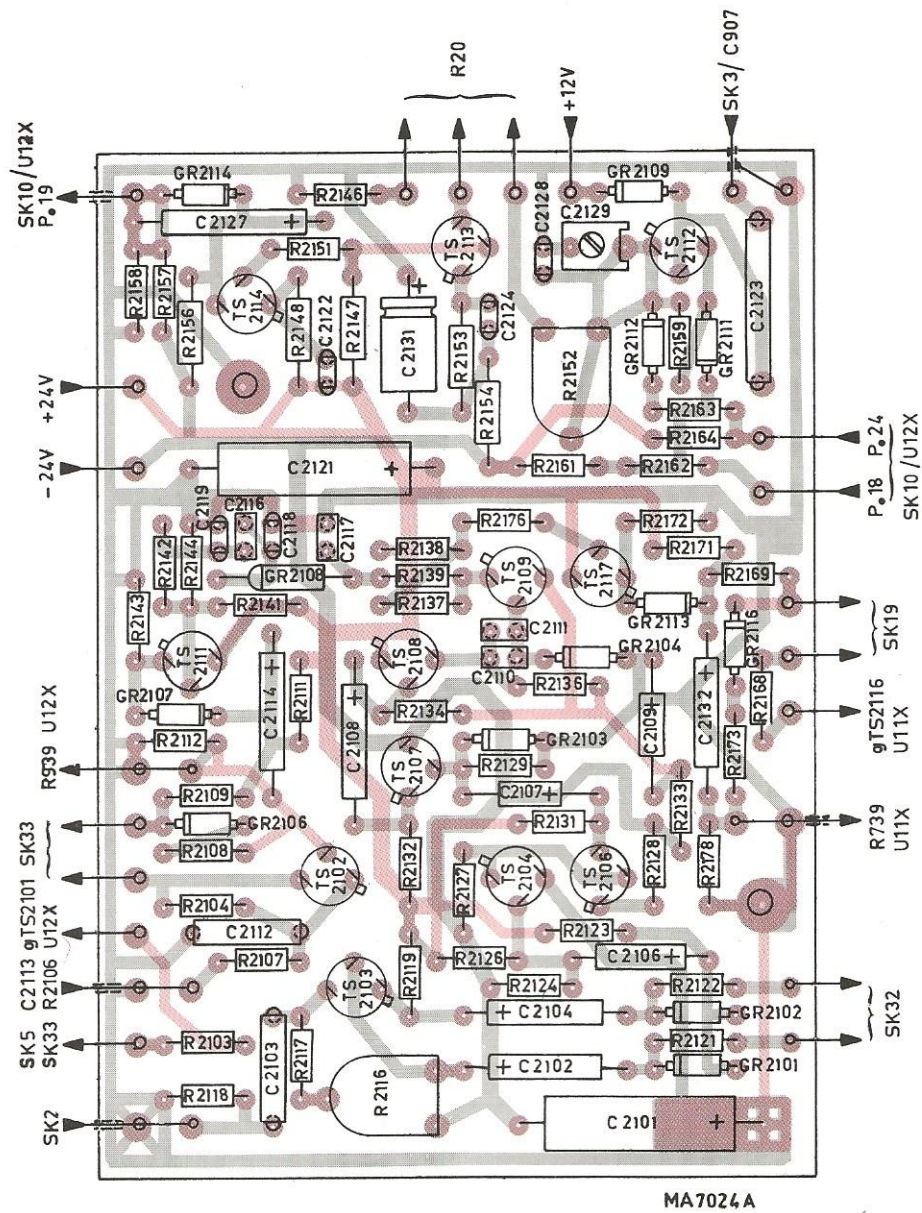 SK10/U12X
P.19
+24V
-24V
U12X
R939
SK33
gTS2101
U12X
C2113
R2106
SK5
SK33
SK2
R20
+12V
SK3/C907
P.24
P.18
SK10/U12X
SK19
gTS2116
U11X
R739
U11X
SK32
GR2114
R2146
GR2109
C2127
C2128
C2129
R2151
TS
2113
TS
2112
R2158
R2157
R2156
TS
2114
R2148
C2122
R2147
C2131
R2153
C2124
R2154
R2152
GR2112
R2159
GR2111
C2123
R2163
R2164
C2121
R2161
R2162
C2119
C2116
C2118
C2117
R2142
R2144
R2143
GR2108
R2141
R2138
R2139
R2137
R2176
TS
2109
R2172
R2171
R2169
TS
2117
GR2113
GR2116
TS
2111
TS
2108
C2111
C2110
GR2104
GR2107
R2112
C2114
R2111
C2108
R2134
R2136
C2109
C2132
R2168
R2173
TS
2107
GR2103
R2129
C2107
R2133
R2109
GR2106
R2108
R2131
R2132
R2128
R2178
TS
2102
R2127
TS
2104
TS
2106
R2104
C2112
R2107
R2123
R2126
C2106
TS
2103
R2119
R2124
R2122
C2104
GR2102
R2103
C2103
R2117
R2121
C2102
GR2101
R2118
R2116
C2101
MA7024A